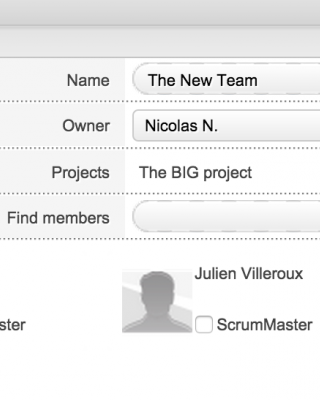 Name The New Team
Owner Nicolas N.
Projects The BIG project
Find members
Julien Villeroux
ster ScrumMaster